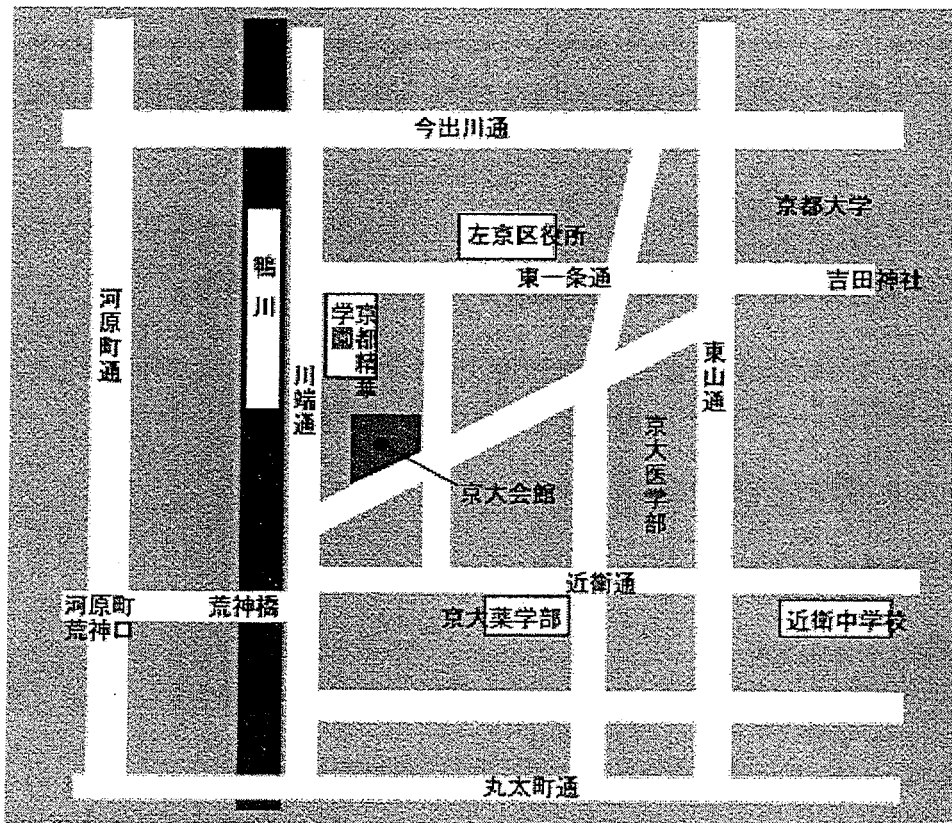 今出川通
京都大学
左京区役所
東一条通
吉田神社
鴨川
河原町通
京都精華
学園
川端通
東山通
京大医学部
京大会館
近衛通
河原町
荒神口
荒神橋
京大薬学部
近衛中学校
丸太町通